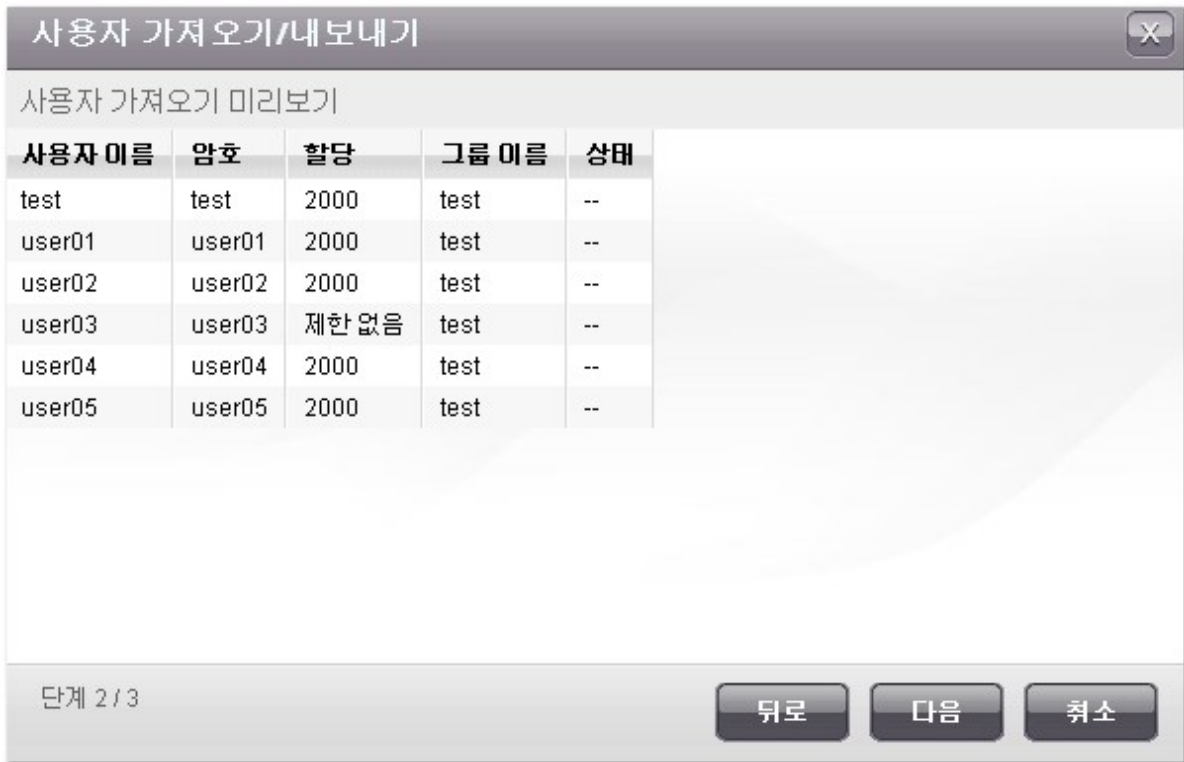 사용자 가져오기/내보내기
X
사용자 가져오기 미리보기
사용자 이름 암호 할당 그룹 이름 상태
test test 2000 test --
user01 user01 2000 test --
user02 user02 2000 test --
user03 user03 제한 없음 test --
user04 user04 2000 test --
user05 user05 2000 test --
단계 2 / 3
뒤로 다음 취소